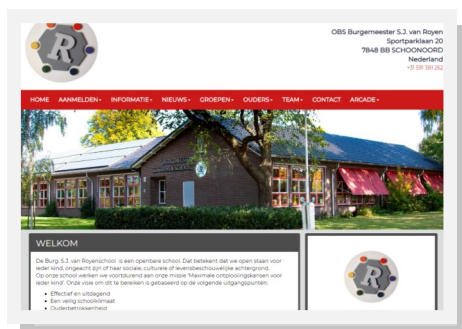 R
OBS Burgemeester S.J. van Royen
Sportparklaan 20
7848 BB SCHOONOORD
Nederland
+31 591 381 262
HOME AANMELDEN INFORMATIE NIEUWS GROEPEN OUDERS TEAM CONTACT ARCADE
WELKOM
De Burg. S.J. van Royenschool is een openbare school. Dat betekent dat we open staan voor
ieder kind, ongeacht zijn of haar sociale, culturele of levensbeschouwelijke achtergrond.
Op onze school werken we voortdurend aan onze missie 'Maximale ontplooiingskansen voor
ieder kind'. Onze visie om dit te bereiken is gebaseerd op de volgende uitgangspunten:
• Effectief en uitdagend
• Een veilig schoolklimaat
• Ouderbetrokkenheid
R